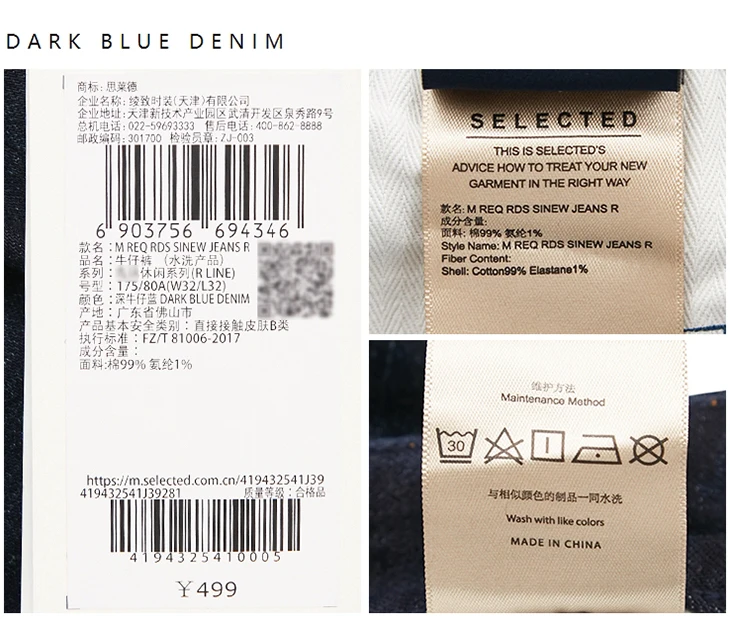 DARK BLUE DENIM
商标: 思莱德
企业名称: 绫致时装(天津)有限公司
企业地址: 天津新技术产业园区武清开发区泉秀路9号
总机电话: 022-59693333 售后电话: 400-862-8888
邮政编码: 301700 检验员章: ZJ-003
6 903756 694346
款名: M REQ RDS SINEW JEANS R
品名: 牛仔裤 (水洗产品)
系列: 休闲系列(R LINE)
号型: 175/80A(W32/L32)
颜色: 深牛仔蓝 DARK BLUE DENIM
产地: 广东省佛山市
产品基本安全类别: 直接接触皮肤B类
执行标准: FZ/T 81006-2017
成分含量:
面料:棉99% 氨纶1%
https://m.selected.com.cn/419432541J39
419432541J39281 质量等级: 合格品
4194325410005
￥499
SELECTED
THIS IS SELECTED'S
ADVICE HOW TO TREAT YOUR NEW
GARMENT IN THE RIGHT WAY
款名: M REQ RDS SINEW JEANS R
成分含量:
面料: 棉99% 氨纶1%
Style Name: M REQ RDS SINEW JEANS R
Fiber Content:
Shell: Cotton99% Elastane1%
维护方法
Maintenance Method
30
与相似颜色的制品一同水洗
Wash with like colors
MADE IN CHINA